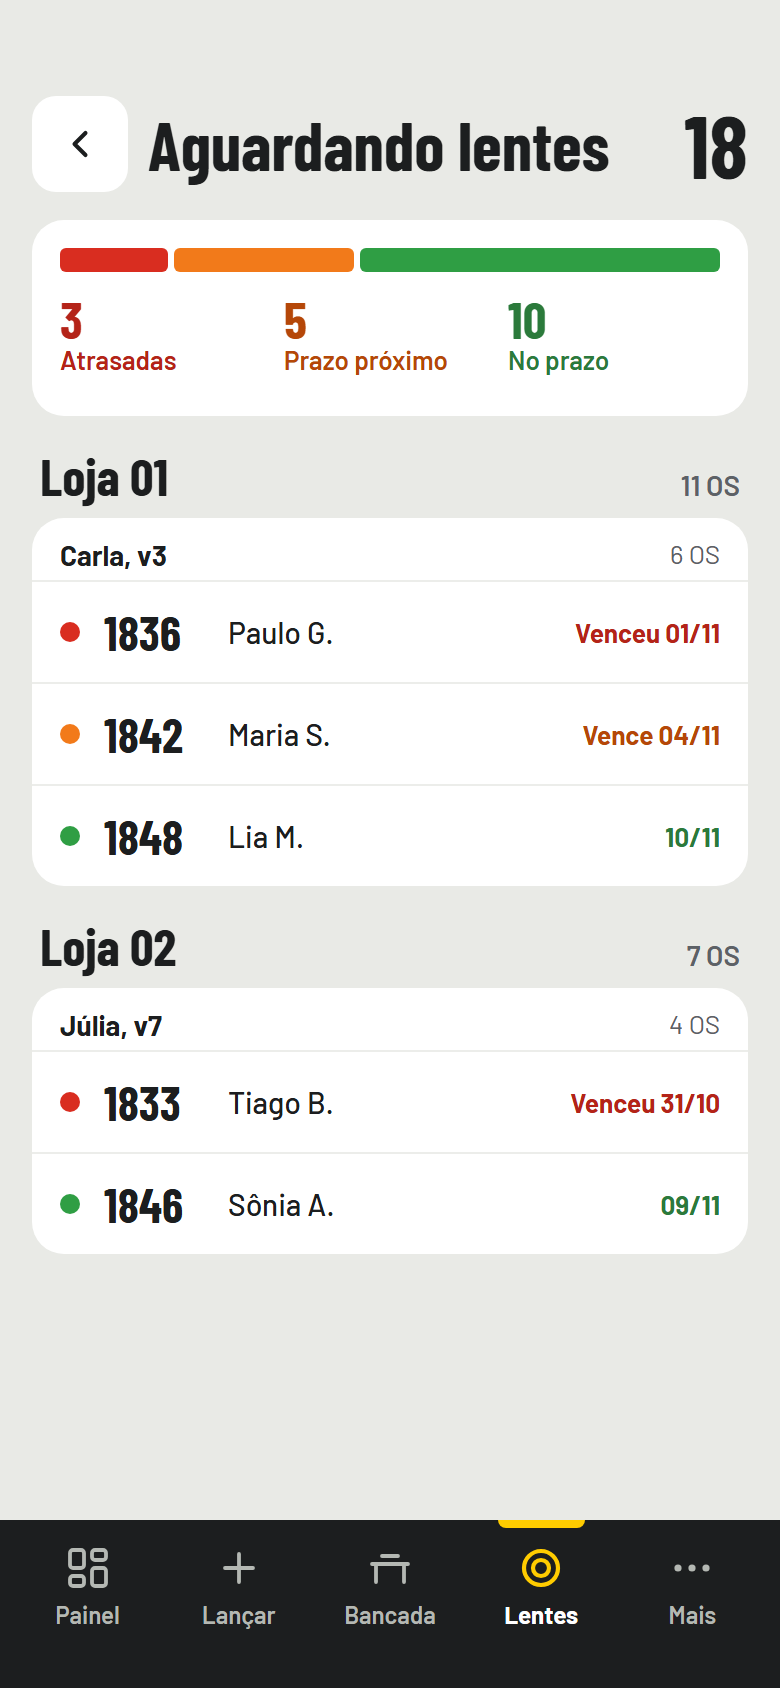 Aguardando lentes 18
3 5 10
Atrasadas Prazo próximo No prazo
Loja 01 11 OS
Carla, v3 6 OS
1836 Paulo G. Venceu 01/11
1842 Maria S. Vence 04/11
1848 Lia M. 10/11
Loja 02 7 OS
Júlia, v7 4 OS
1833 Tiago B. Venceu 31/10
1846 Sônia A. 09/11
Painel Lançar Bancada Lentes Mais